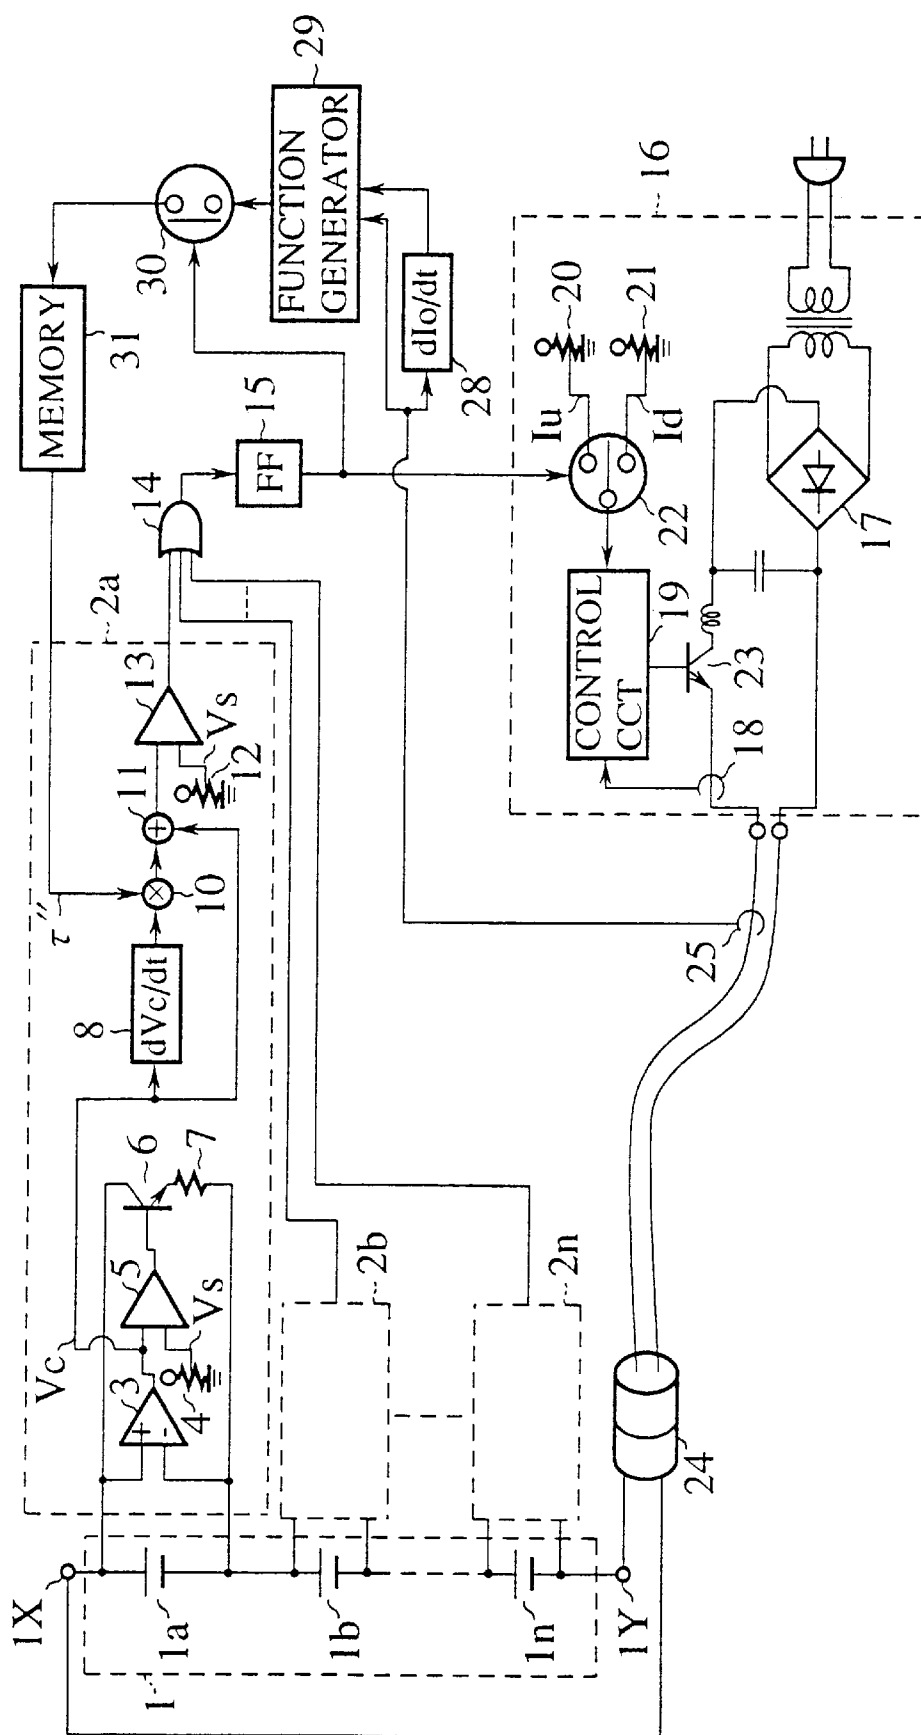 1X
1
1a
1b
1n
1Y
Vc
3
4
Vs
5
6
7
8
dVc/dt
τ''
10
11
12
Vs
13
2a
2b
2n
14
FF
15
MEMORY
31
30
FUNCTION
GENERATOR
29
dIo/dt
28
16
Iu
20
Id
21
22
CONTROL
CCT
19
18
23
17
25
24